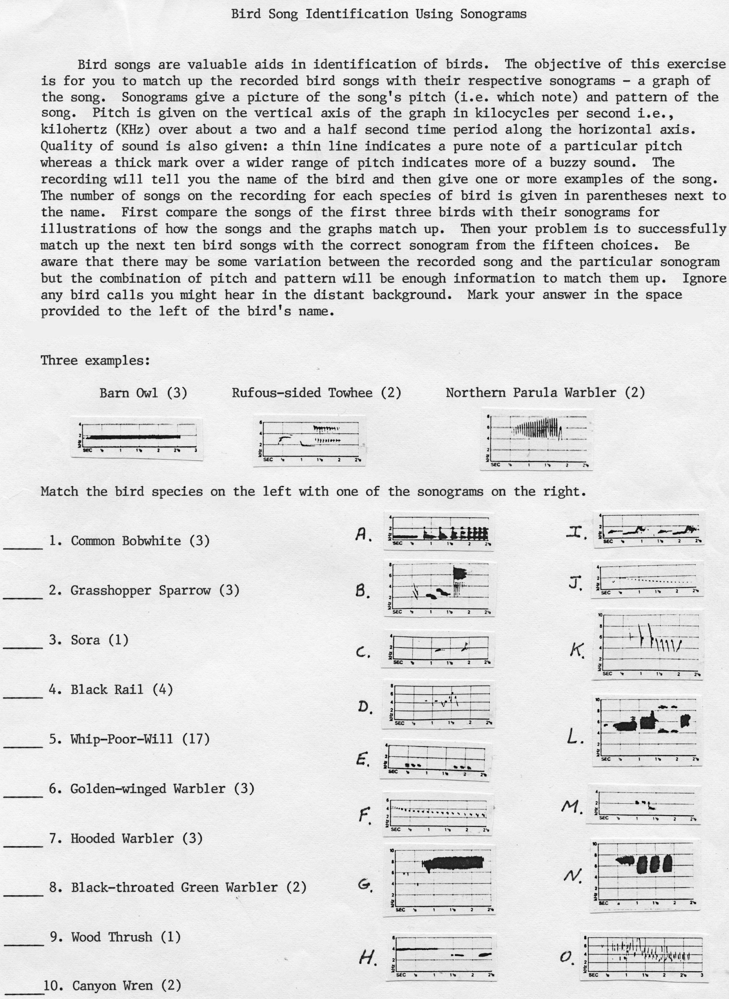 Bird Song Identification Using Sonograms
Bird songs are valuable aids in identification of birds. The objective of this exercise
is for you to match up the recorded bird songs with their respective sonograms - a graph of
the song. Sonograms give a picture of the song's pitch (i.e. which note) and pattern of the
song. Pitch is given on the vertical axis of the graph in kilocycles per second i.e.,
kilohertz (KHz) over about a two and a half second time period along the horizontal axis.
Quality of sound is also given: a thin line indicates a pure note of a particular pitch
whereas a thick mark over a wider range of pitch indicates more of a buzzy sound. The
recording will tell you the name of the bird and then give one or more examples of the song.
The number of songs on the recording for each species of bird is given in parentheses next to
the name. First compare the songs of the first three birds with their sonograms for
illustrations of how the songs and the graphs match up. Then your problem is to successfully
match up the next ten bird songs with the correct sonogram from the fifteen choices. Be
aware that there may be some variation between the recorded song and the particular sonogram
but the combination of pitch and pattern will be enough information to match them up. Ignore
any bird calls you might hear in the distant background. Mark your answer in the space
provided to the left of the bird's name.
Three examples:
Barn Owl (3) Rufous-sided Towhee (2) Northern Parula Warbler (2)
Match the bird species on the left with one of the sonograms on the right.
1. Common Bobwhite (3)
2. Grasshopper Sparrow (3)
3. Sora (1)
4. Black Rail (4)
5. Whip-Poor-Will (17)
6. Golden-winged Warbler (3)
7. Hooded Warbler (3)
8. Black-throated Green Warbler (2)
9. Wood Thrush (1)
10. Canyon Wren (2)
A.
B.
C.
D.
E.
F.
G.
H.
I.
J.
K.
L.
M.
N.
O.